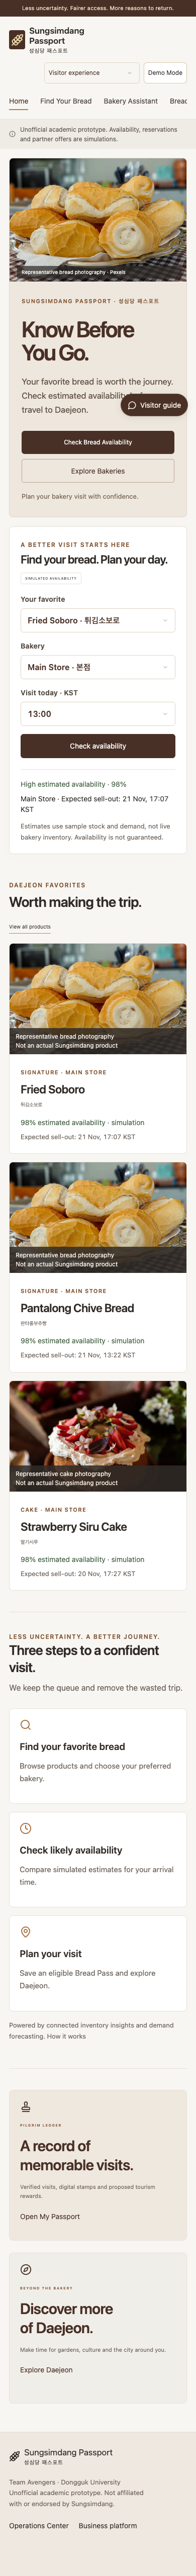 Less uncertainty. Fairer access. More reasons to return.
Sungsimdang
Passport
성심당 패스포트
Visitor experience
Demo Mode
Home Find Your Bread Bakery Assistant Bread
Unofficial academic prototype. Availability, reservations
and partner offers are simulations.
Representative bread photography · Pexels
SUNGSIMDANG PASSPORT · 성심당 패스포트
Know Before
You Go.
Your favorite bread is worth the journey.
Check estimated availability
travel to Daejeon.
Visitor guide
Check Bread Availability
Explore Bakeries
Plan your bakery visit with confidence.
A BETTER VISIT STARTS HERE
Find your bread. Plan your day.
SIMULATED AVAILABILITY
Your favorite
Fried Soboro · 튀김소보로
Bakery
Main Store · 본점
Visit today · KST
13:00
Check availability
High estimated availability · 98%
Main Store · Expected sell-out: 21 Nov, 17:07
KST
Estimates use sample stock and demand, not live
bakery inventory. Availability is not guaranteed.
DAEJEON FAVORITES
Worth making the trip.
View all products
Representative bread photography
Not an actual Sungsimdang product
SIGNATURE · MAIN STORE
Fried Soboro
튀김소보로
98% estimated availability · simulation
Expected sell-out: 21 Nov, 17:07 KST
Representative bread photography
Not an actual Sungsimdang product
SIGNATURE · MAIN STORE
Pantalong Chive Bread
판타롱부추빵
98% estimated availability · simulation
Expected sell-out: 21 Nov, 13:22 KST
Representative cake photography
Not an actual Sungsimdang product
CAKE · MAIN STORE
Strawberry Siru Cake
딸기시루
98% estimated availability · simulation
Expected sell-out: 20 Nov, 17:27 KST
LESS UNCERTAINTY. A BETTER JOURNEY.
Three steps to a confident
visit.
We keep the queue and remove the wasted trip.
Find your favorite bread
Browse products and choose your preferred
bakery.
Check likely availability
Compare simulated estimates for your arrival
time.
Plan your visit
Save an eligible Bread Pass and explore
Daejeon.
Powered by connected inventory insights and demand
forecasting. How it works
PILGRIM LEDGER
A record of
memorable visits.
Verified visits, digital stamps and proposed tourism
rewards.
Open My Passport
BEYOND THE BAKERY
Discover more
of Daejeon.
Make time for gardens, culture and the city around you.
Explore Daejeon
Sungsimdang Passport
성심당 패스포트
Team Avengers · Dongguk University
Unofficial academic prototype. Not affiliated
with or endorsed by Sungsimdang.
Operations Center Business platform